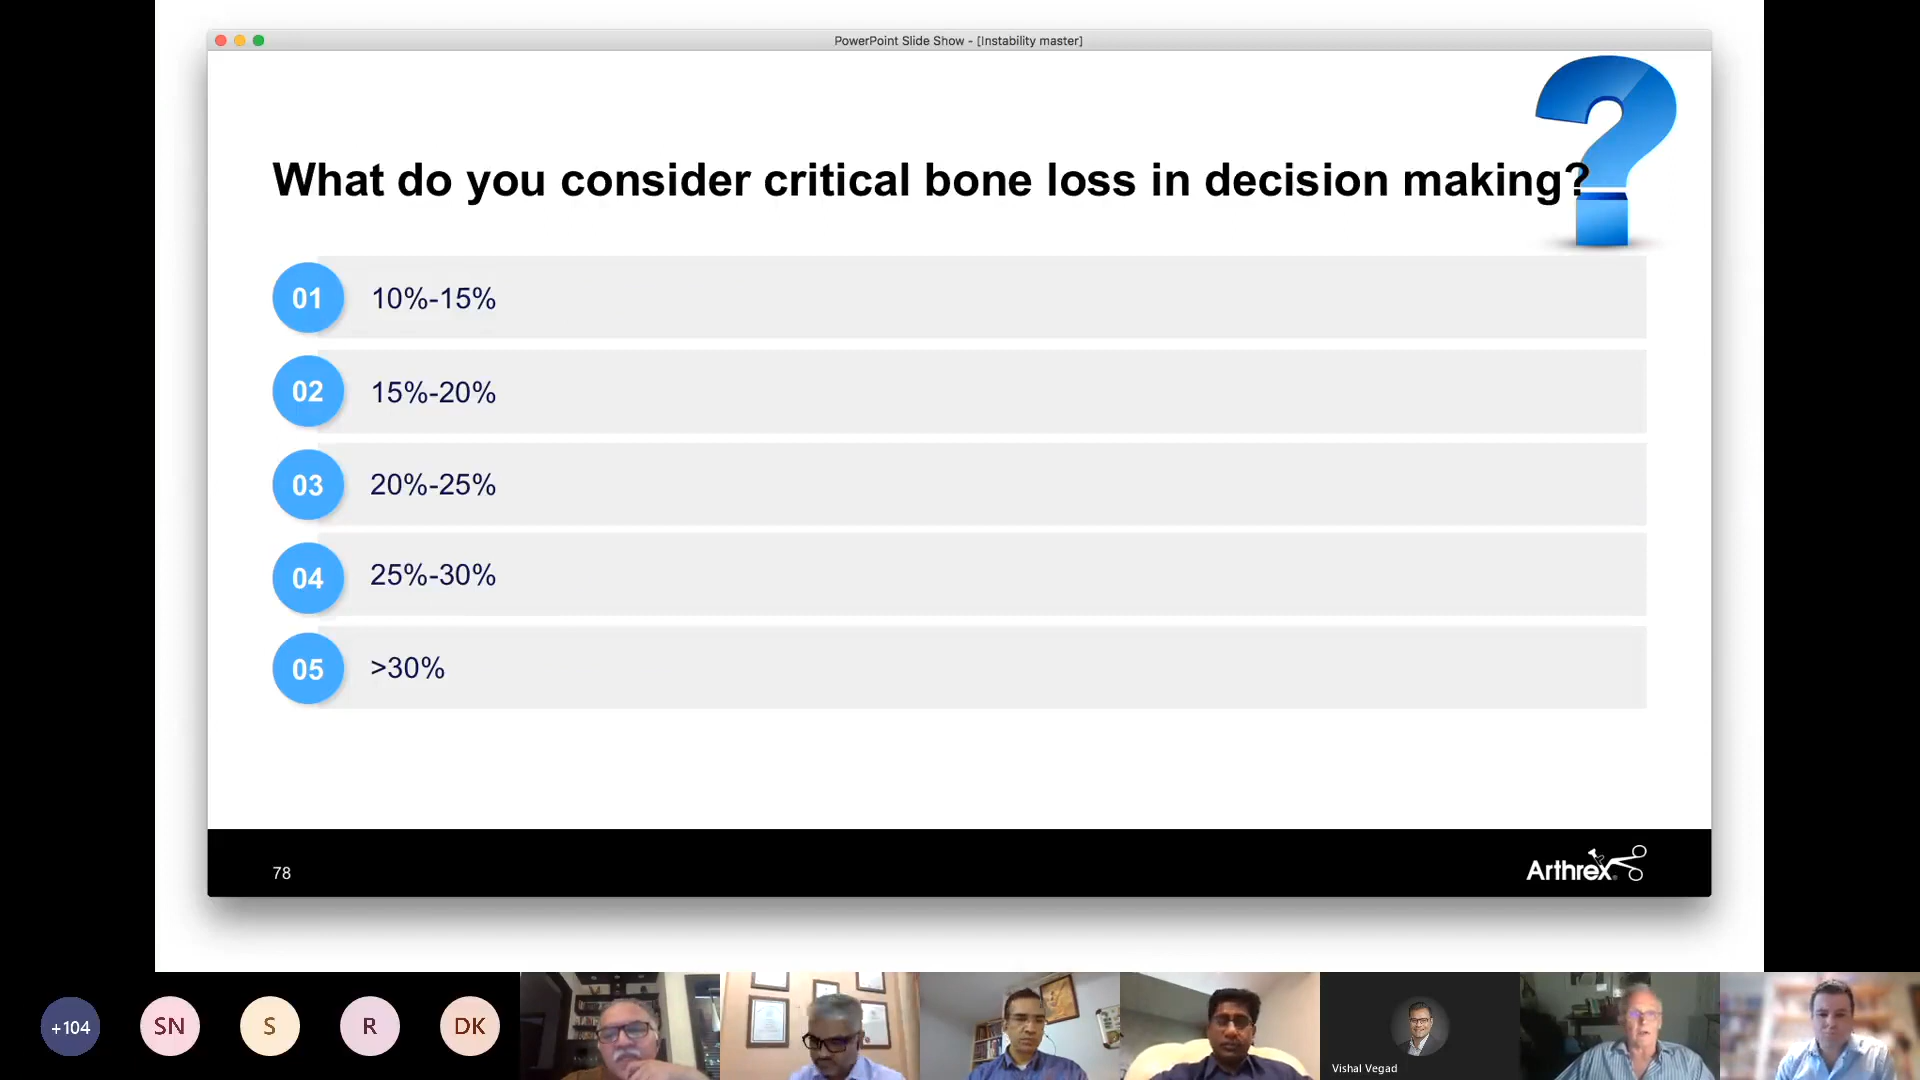 PowerPoint Slide Show - [Instability master]
What do you consider critical bone loss in decision making?
01 10%-15%
02 15%-20%
03 20%-25%
04 25%-30%
05 >30%
78
Arthrex
+104 SN S R DK
Vishal Vegad